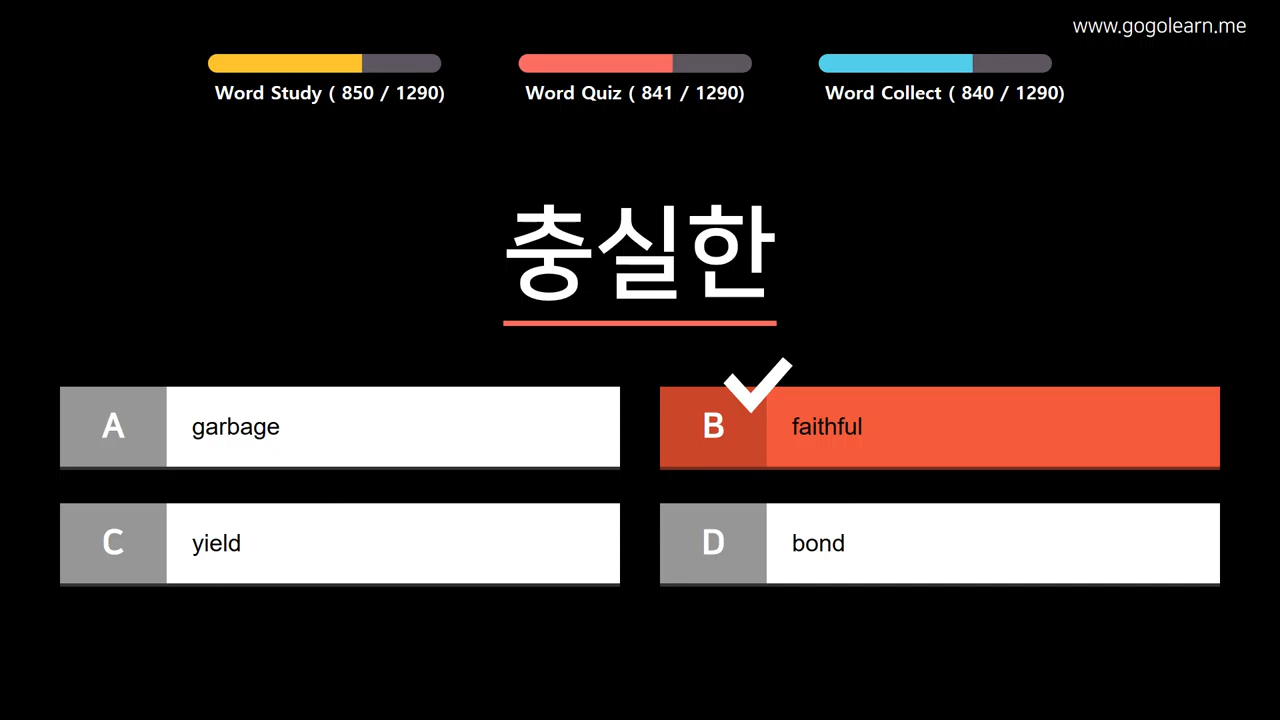 www.gogolearn.me
Word Study ( 850 / 1290)
Word Quiz ( 841 / 1290)
Word Collect ( 840 / 1290)
충실한
A garbage
B faithful
C yield
D bond